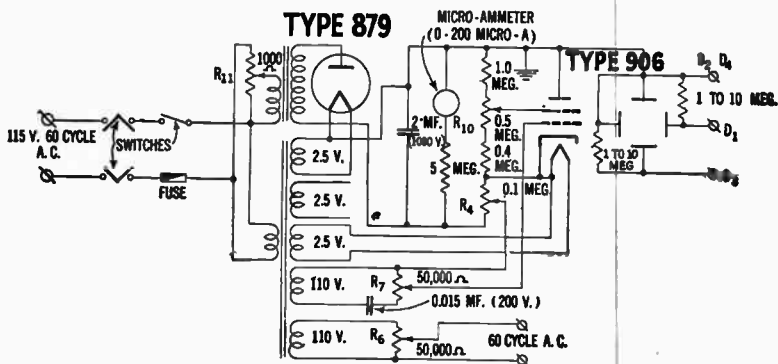 TYPE 879
MICRO-AMMETER
(0-200 MICRO-A)
TYPE 906
1000
Ω
R11
1.0
MEG.
D2 D4
1 TO 10 MEG.
2 MF.
(1000 V.)
R10
0.5
MEG.
D1
115 V. 60 CYCLE
A.C.
SWITCHES
FUSE
2.5 V.
5
MEG.
0.4
MEG.
0.1 MEG.
1 TO 10
MEG
R4
2.5 V.
2.5 V.
110 V.
R7
50,000 Ω
0.015 MF. (200 V.)
110 V.
R6
50,000 Ω
60 CYCLE A.C.